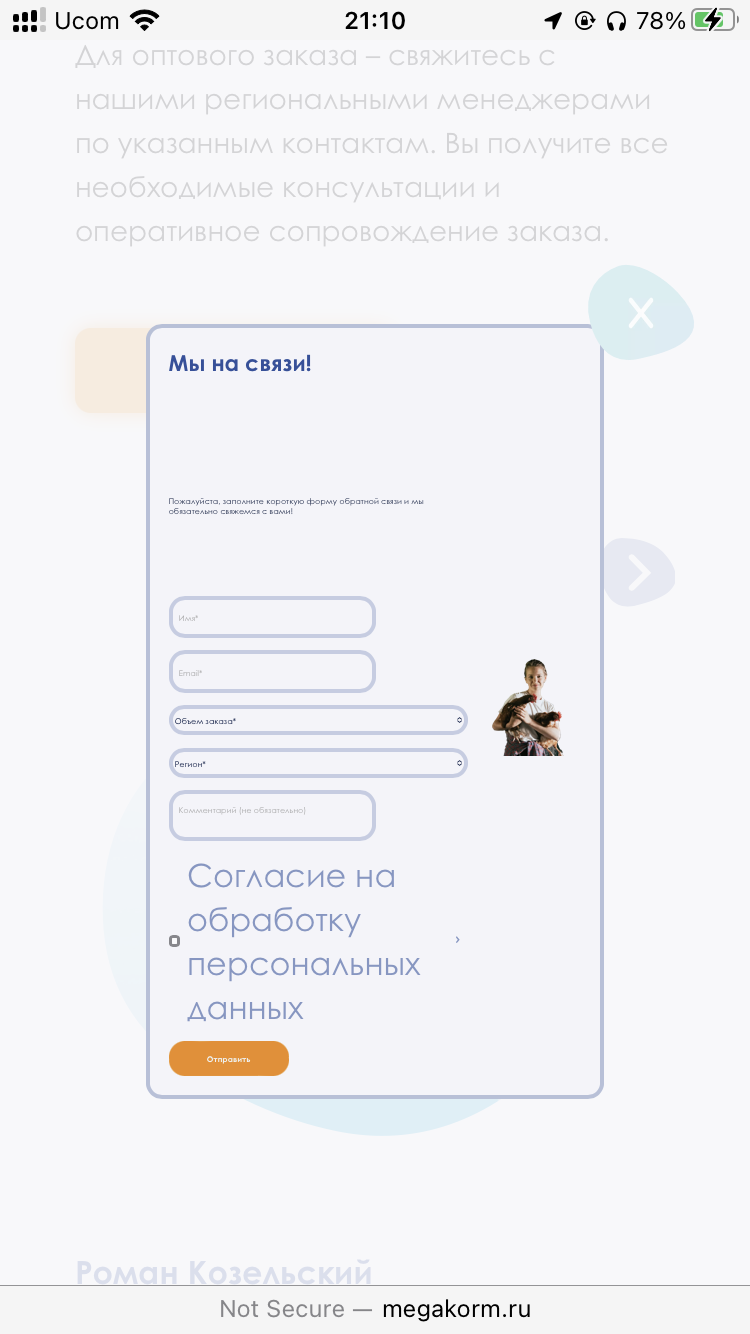 Ucom 21:10 78%
Для оптового заказа – свяжитесь с
нашими региональными менеджерами
по указанным контактам. Вы получите все
необходимые консультации и
оперативное сопровождение заказа.
X
Мы на связи!
Пожалуйста, заполните короткую форму обратной связи и мы
обязательно свяжемся с вами!
Имя*
Email*
Объем заказа*
Регион*
Комментарий (не обязательно)
Согласие на
обработку
персональных
данных
Отправить
Роман Козельский
Not Secure — megakorm.ru